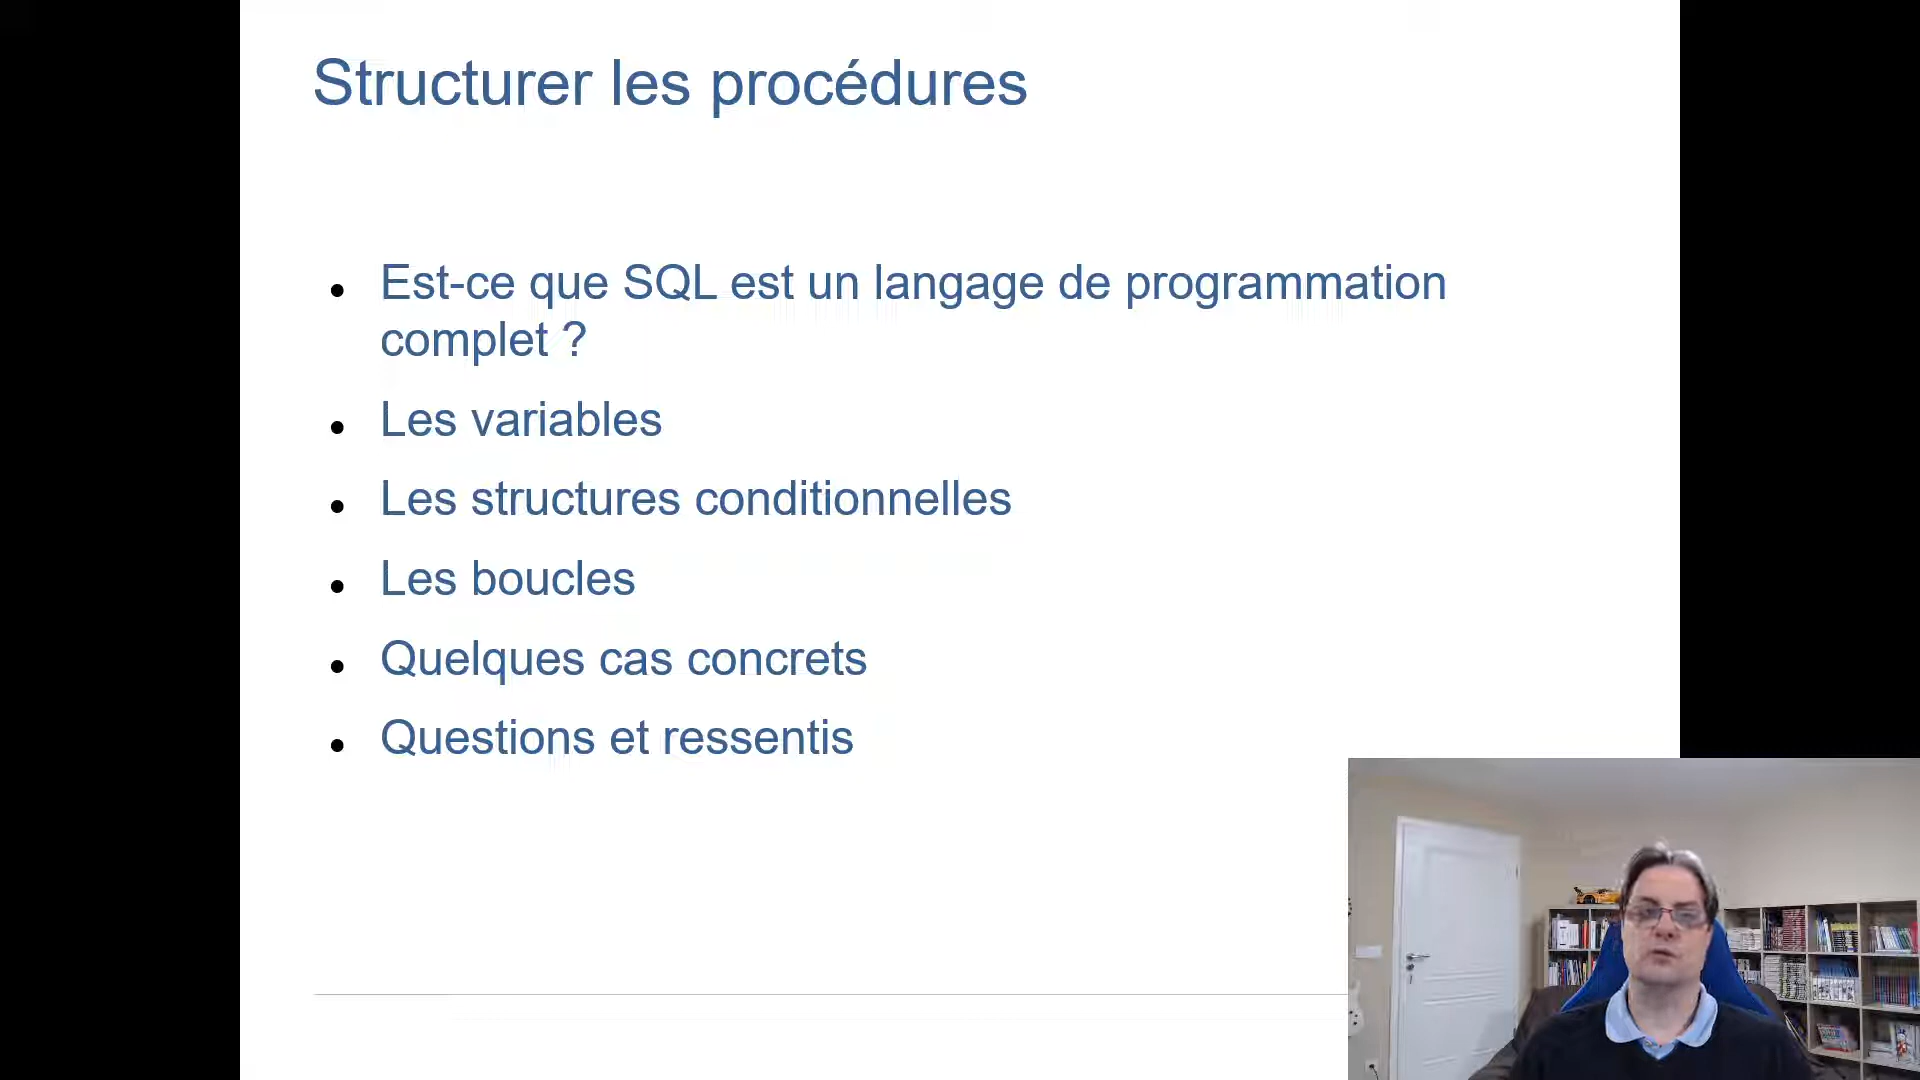 Structurer les procédures
Est-ce que SQL est un langage de programmation
complet ?
Les variables
Les structures conditionnelles
Les boucles
Quelques cas concrets
Questions et ressentis